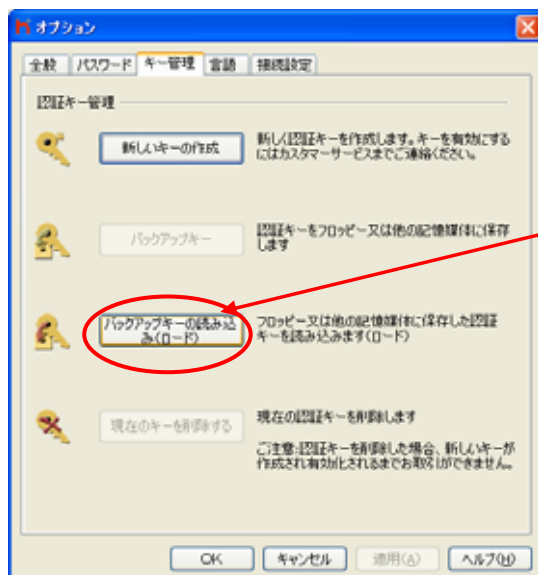 オプション
全般 パスワード キー管理 言語 接続設定
認証キー管理
新しいキーの作成
新しく認証キーを作成します。キーを有効にする
にはカスタマーサービスまでご連絡ください。
バックアップキー
認証キーをフロッピー又は他の記憶媒体に保存
します
バックアップキーの読み込
み(ロード)
フロッピー又は他の記憶媒体に保存した認証
キーを読み込みます(ロード)
現在のキーを削除する
現在の認証キーを削除します
ご注意:認証キーを削除した場合、新しいキーが
作成され有効化されるまでお取引ができません。
OK キャンセル 適用(A) ヘルプ(H)